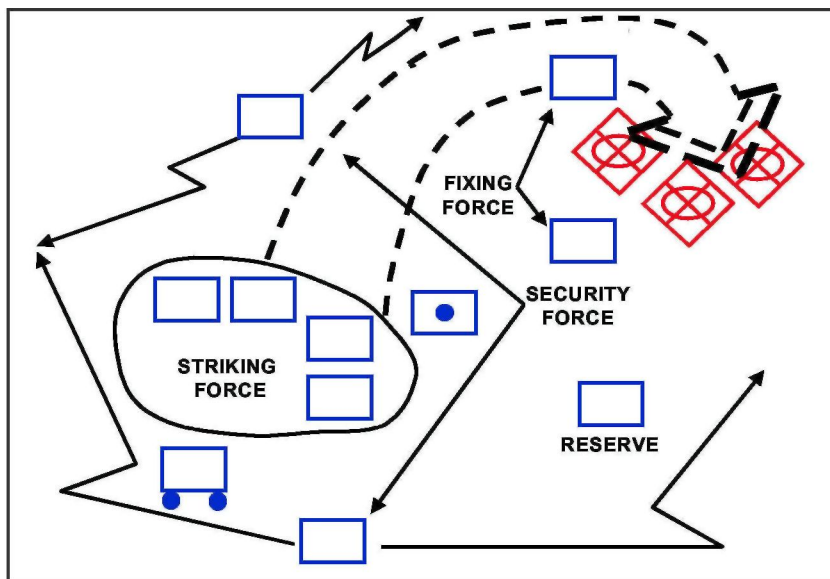 FIXING
FORCE
SECURITY
FORCE
STRIKING
FORCE
RESERVE